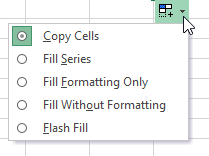 Copy Cells
Fill Series
Fill Formatting Only
Fill Without Formatting
Flash Fill